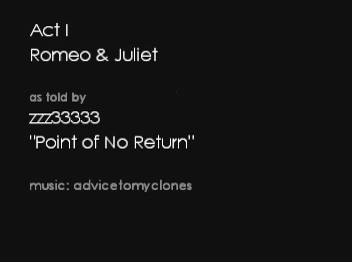 Act I
Romeo & Juliet
as told by
zzz33333
"Point of No Return"
music: advicetomyclones